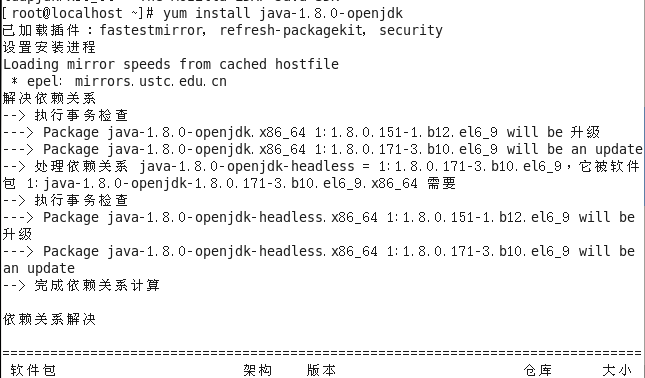 [root@localhost ~]# yum install java-1.8.0-openjdk
已加载插件：fastestmirror, refresh-packagekit, security
设置安装进程
Loading mirror speeds from cached hostfile
 * epel: mirrors.ustc.edu.cn
解决依赖关系
--> 执行事务检查
---> Package java-1.8.0-openjdk.x86_64 1:1.8.0.151-1.b12.el6_9 will be 升级
---> Package java-1.8.0-openjdk.x86_64 1:1.8.0.171-3.b10.el6_9 will be an update
--> 处理依赖关系 java-1.8.0-openjdk-headless = 1:1.8.0.171-3.b10.el6_9，它被软件
包 1:java-1.8.0-openjdk-1.8.0.171-3.b10.el6_9.x86_64 需要
--> 执行事务检查
---> Package java-1.8.0-openjdk-headless.x86_64 1:1.8.0.151-1.b12.el6_9 will be
升级
---> Package java-1.8.0-openjdk-headless.x86_64 1:1.8.0.171-3.b10.el6_9 will be
an update
--> 完成依赖关系计算
依赖关系解决
================================================================================
软件包 架构 版本 仓库 大小